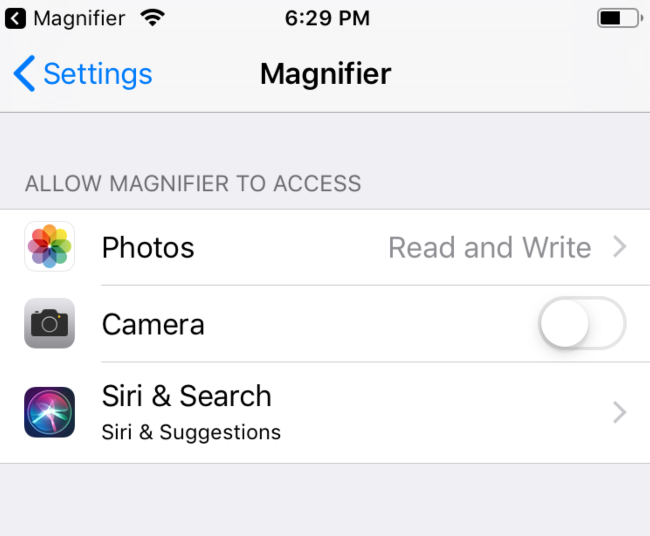 Magnifier
6:29 PM
Settings
Magnifier
ALLOW MAGNIFIER TO ACCESS
Photos
Read and Write
Camera
Siri & Search
Siri & Suggestions